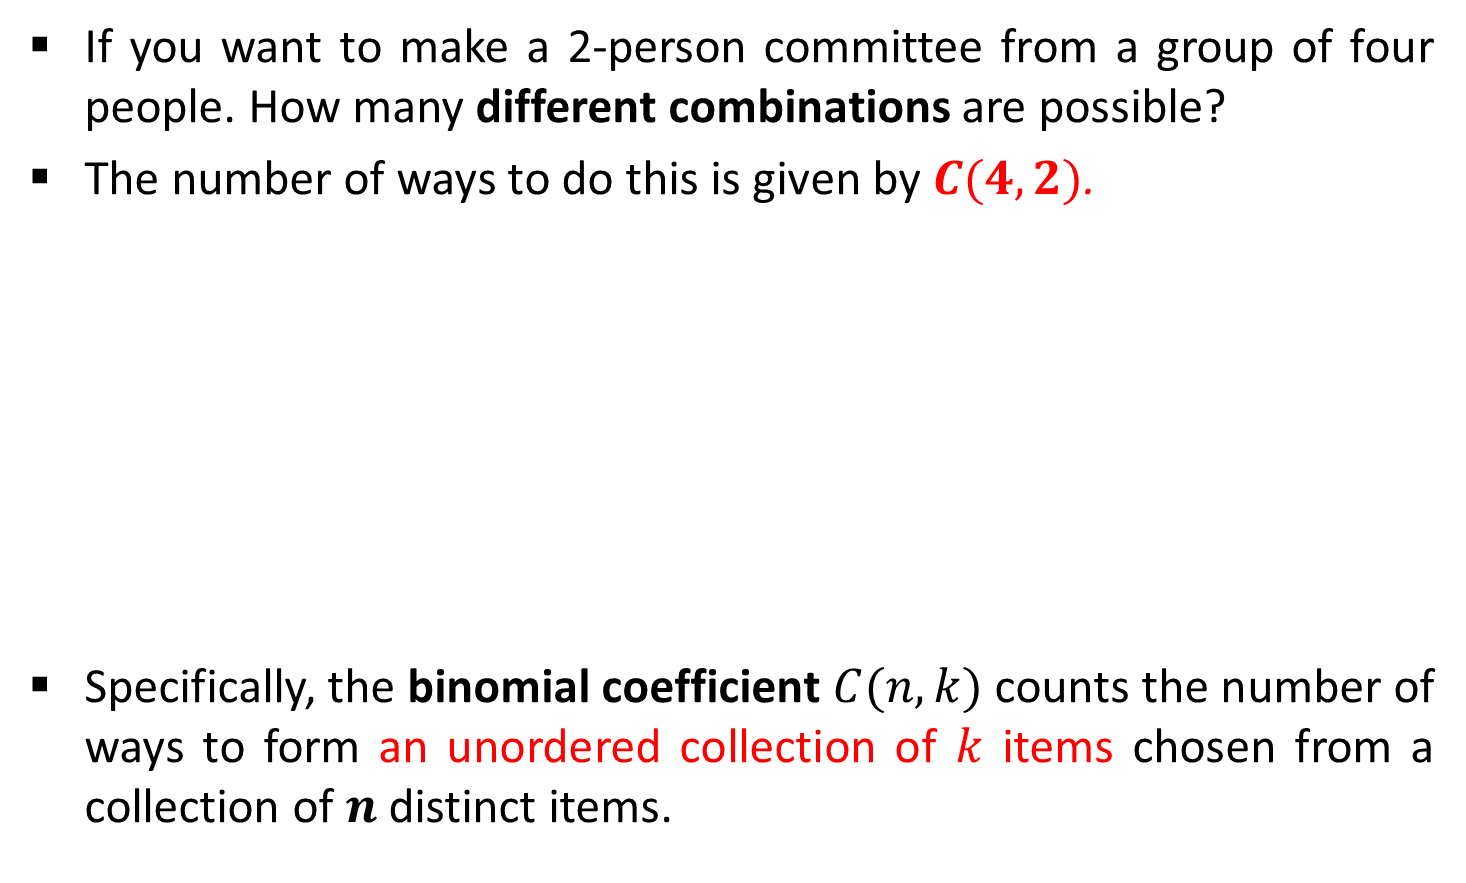 ▪ If you want to make a 2-person committee from a group of four
people. How many different combinations are possible?
▪ The number of ways to do this is given by C(4, 2).
▪ Specifically, the binomial coefficient C(n, k) counts the number of
ways to form an unordered collection of k items chosen from a
collection of n distinct items.